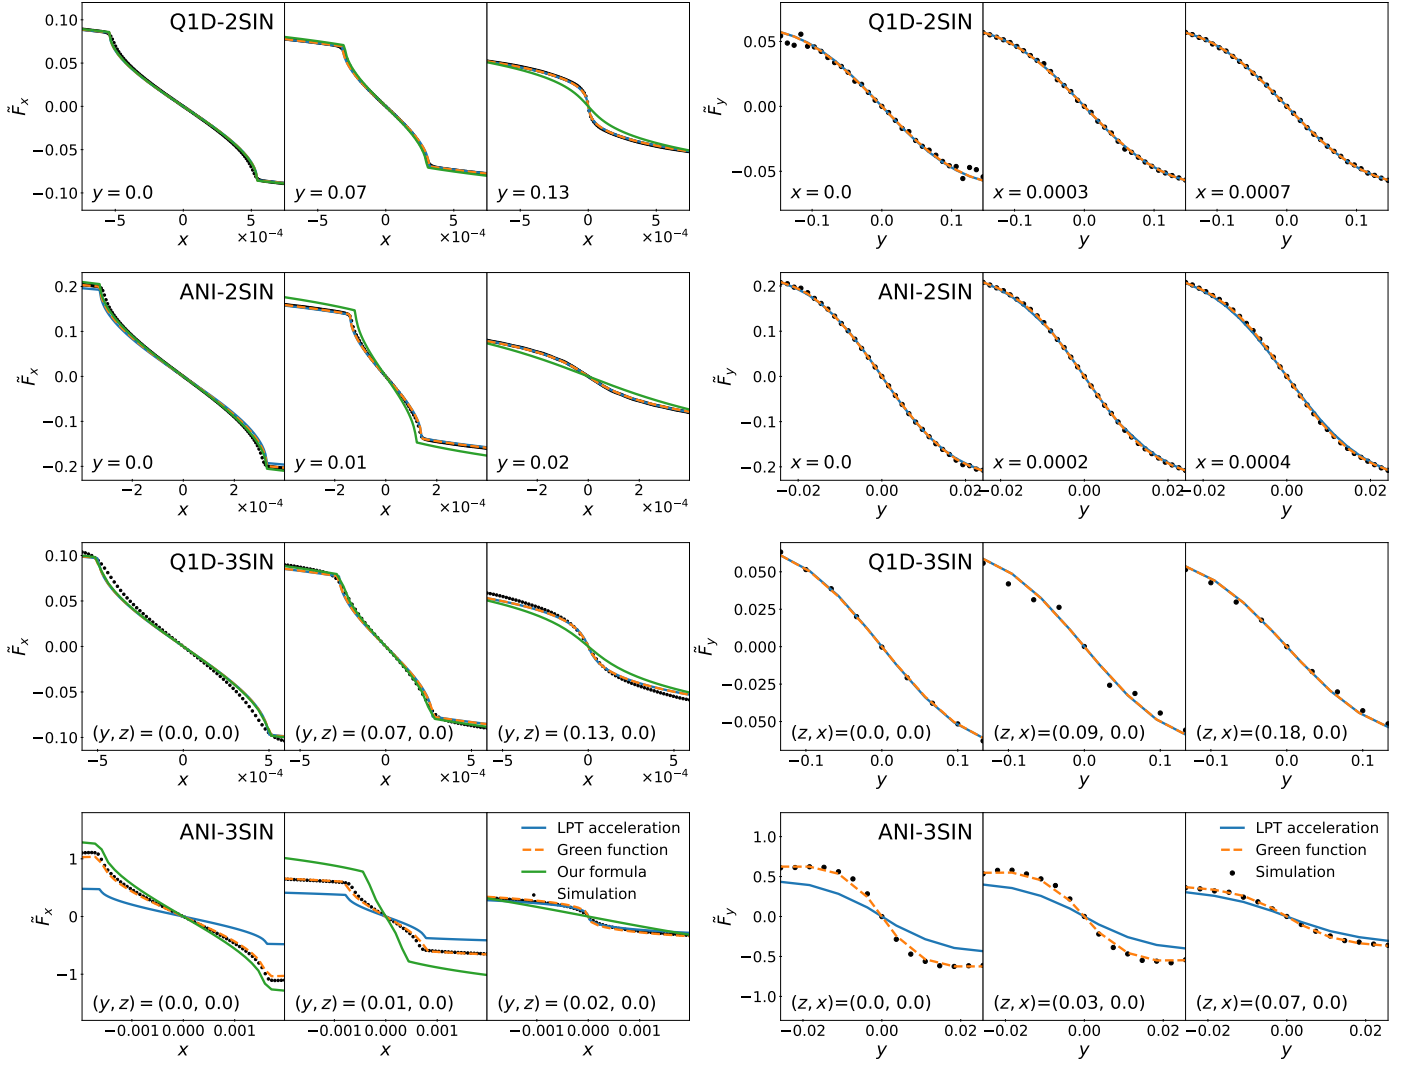 Q1D-2SIN
0.10
0.05
0.00
−0.05
−0.10
F̃x
y = 0.0
y = 0.07
y = 0.13
−5 0 5
×10⁻⁴
−5 0 5
×10⁻⁴
−5 0 5
×10⁻⁴
x x x
Q1D-2SIN
0.05
0.00
−0.05
F̃y
x = 0.0
x = 0.0003
x = 0.0007
−0.1 0.0 0.1
−0.1 0.0 0.1
−0.1 0.0 0.1
y y y
ANI-2SIN
0.2
0.1
0.0
−0.1
−0.2
F̃x
y = 0.0
y = 0.01
y = 0.02
−2 0 2
×10⁻⁴
−2 0 2
×10⁻⁴
−2 0 2
×10⁻⁴
x x x
ANI-2SIN
0.2
0.1
0.0
−0.1
−0.2
F̃y
x = 0.0
x = 0.0002
x = 0.0004
−0.02 0.00 0.02
−0.02 0.00 0.02
−0.02 0.00 0.02
y y y
Q1D-3SIN
0.10
0.05
0.00
−0.05
−0.10
F̃x
(y, z) = (0.0, 0.0)
(y, z) = (0.07, 0.0)
(y, z) = (0.13, 0.0)
−5 0 5
×10⁻⁴
−5 0 5
×10⁻⁴
−5 0 5
×10⁻⁴
x x x
Q1D-3SIN
0.050
0.025
0.000
−0.025
−0.050
F̃y
(z, x)=(0.0, 0.0)
(z, x)=(0.09, 0.0)
(z, x)=(0.18, 0.0)
−0.1 0.0 0.1
−0.1 0.0 0.1
−0.1 0.0 0.1
y y y
ANI-3SIN
LPT acceleration
Green function
Our formula
Simulation
1
0
−1
F̃x
(y, z) = (0.0, 0.0)
(y, z) = (0.01, 0.0)
(y, z) = (0.02, 0.0)
−0.001 0.000 0.001
−0.001 0.000 0.001
−0.001 0.000 0.001
x x x
ANI-3SIN
LPT acceleration
Green function
Simulation
1.0
0.5
0.0
−0.5
−1.0
F̃y
(z, x)=(0.0, 0.0)
(z, x)=(0.03, 0.0)
(z, x)=(0.07, 0.0)
−0.02 0.00 0.02
−0.02 0.00 0.02
−0.02 0.00 0.02
y y y